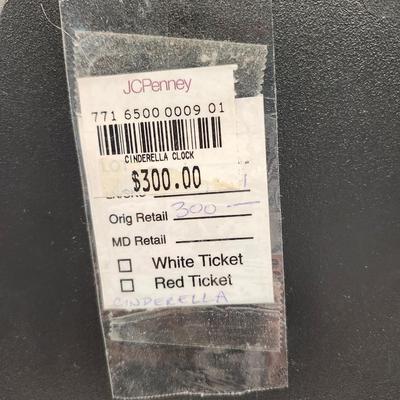 JCPenney
771 6500 0009 01
CINDERELLA CLOCK
$300.00
Orig Retail 300—
MD Retail
White Ticket
Red Ticket
CINDERELLA